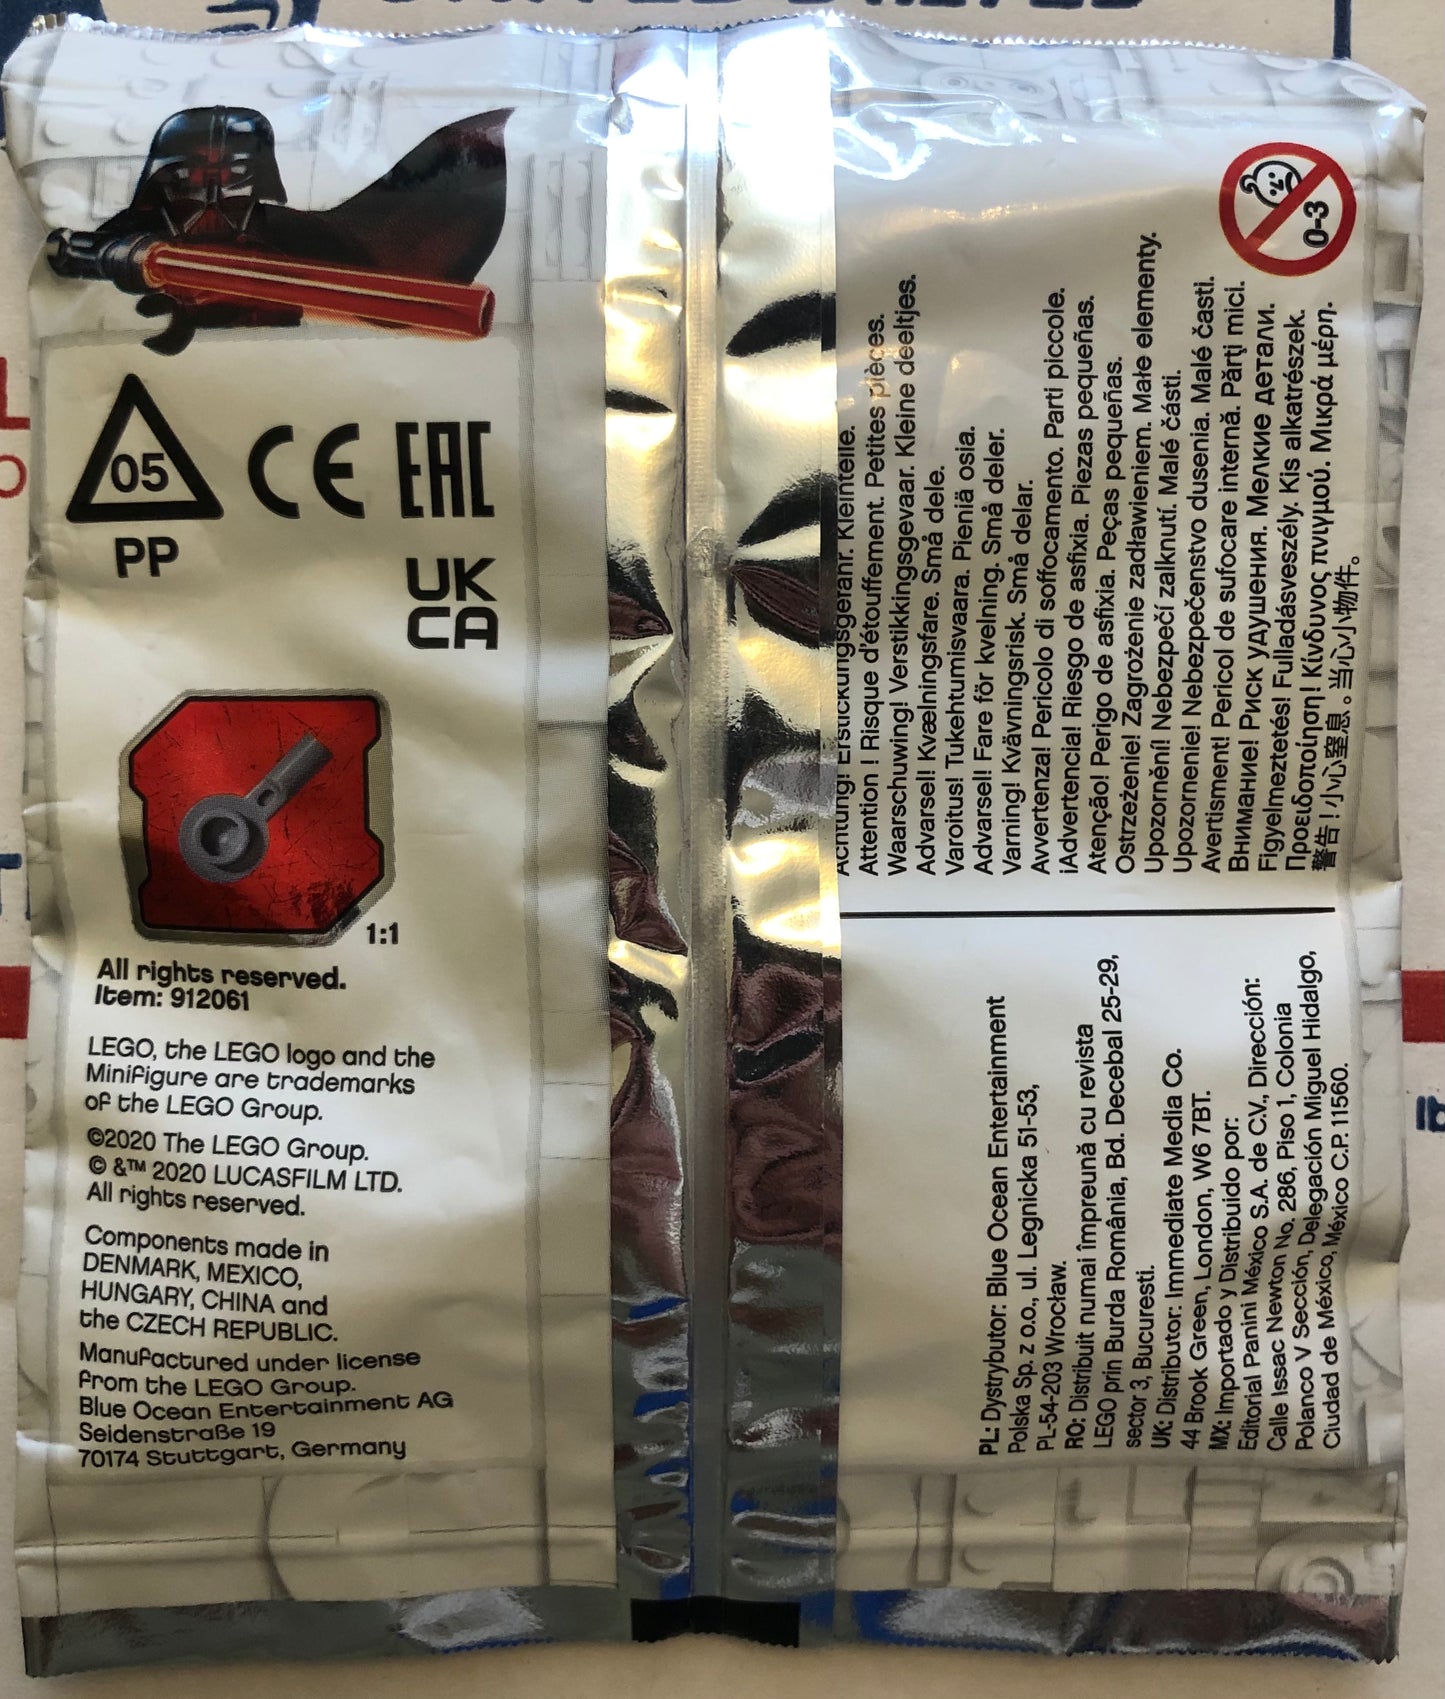 05
PP
CE
EAC
UK
CA
1:1
All rights reserved.
Item: 912061
LEGO, the LEGO logo and the
Minifigure are trademarks
of the LEGO Group.
©2020 The LEGO Group.
© &™ 2020 LUCASFILM LTD.
All rights reserved.
Components made in
DENMARK, MEXICO,
HUNGARY, CHINA and
the CZECH REPUBLIC.
Manufactured under license
from the LEGO Group.
Blue Ocean Entertainment AG
Seidenstraße 19
70174 Stuttgart, Germany
0-3
Achtung! Erstickungsgefahr. Kleinteile.
Attention ! Risque d'étouffement. Petites pièces.
Waarschuwing! Verstikkingsgevaar. Kleine deeltjes.
Advarsel! Kvælningsfare. Små dele.
Varoitus! Tukehtumisvaara. Pieniä osia.
Advarsel! Fare för kvelning. Små deler.
Varning! Kvävningsrisk. Små delar.
Avvertenza! Pericolo di soffocamento. Parti piccole.
¡Advertencia! Riesgo de asfixia. Piezas pequeñas.
Atenção! Perigo de asfixia. Peças pequeñas.
Ostrzeżenie! Zagrożenie zadławieniem. Małe elementy.
Upozornění! Nebezpečí zalknutí. Malé části.
Upozornenie! Nebezpečenstvo dusenia. Malé časti.
Avertisment! Pericol de sufocare internă. Părţi mici.
Внимание! Риск удушения. Мелкие детали.
Figyelmeztetés! Fulladásveszély. Kis alkatrészek.
Προειδοποίηση! Κίνδυνος πνιγμού. Μικρά μέρη.
警告！小心窒息。当心小物件。
PL: Dystrybutor: Blue Ocean Entertainment
Polska Sp. z o.o., ul. Legnicka 51-53,
PL-54-203 Wrocław.
RO: Distribuit numai împreună cu revista
LEGO prin Burda România, Bd. Decebal 25-29,
sector 3, Bucuresti.
UK: Distributor: Immediate Media Co.
44 Brook Green, London, W6 7BT.
MX: Importado y Distribuido por:
Editorial Panini México S.A. de C.V., Dirección:
Calle Issac Newton No. 286, Piso 1, Colonia
Polanco V Sección, Delegación Miguel Hidalgo,
Ciudad de México, México C.P. 11560.